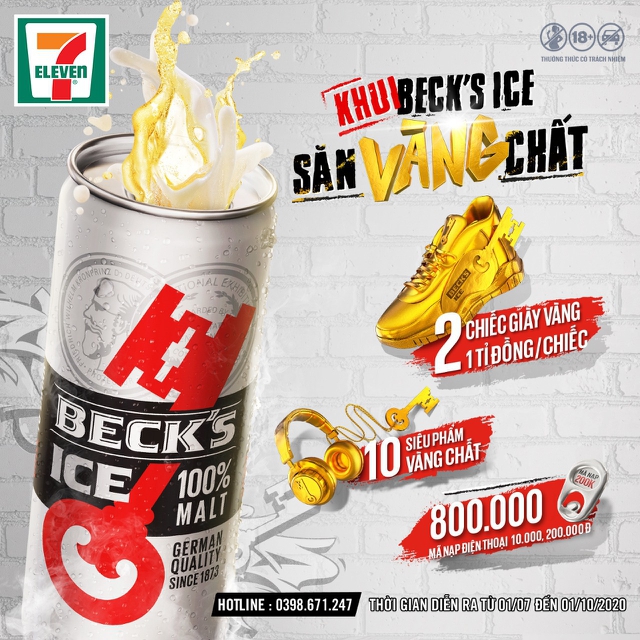 7
ELEVEN
18+
THƯỞNG THỨC CÓ TRÁCH NHIỆM
KHUI BECK'S ICE
SĂN VÀNG CHẤT
BECK'S
2 CHIẾC GIÀY VÀNG
1 TỈ ĐỒNG/CHIẾC
10 SIÊU PHẨM
VÀNG CHẤT
MÃ NẠP
200K
800.000
MÃ NẠP ĐIỆN THOẠI 10.000, 200.000 Đ
BECK'S
ICE
100%
MALT
GERMAN
QUALITY
SINCE 1873
HOTLINE : 0398.671.247
THỜI GIAN DIỄN RA TỪ 01/07 ĐẾN 01/10/2020